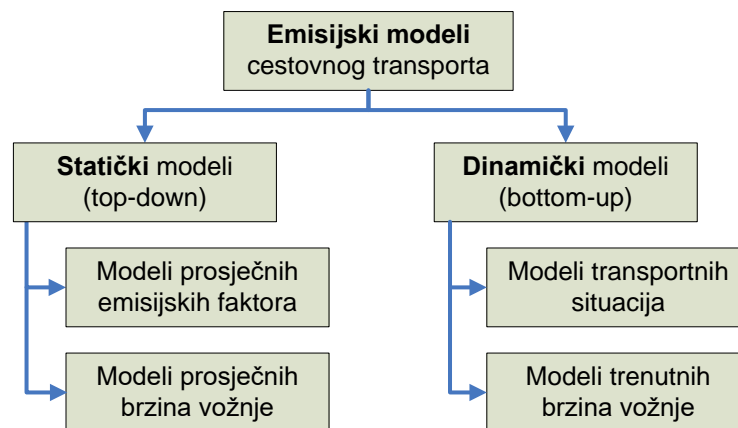 Emisijski modeli
cestovnog transporta
Statički modeli
(top-down)
Dinamički modeli
(bottom-up)
Modeli prosječnih
emisijskih faktora
Modeli transportnih
situacija
Modeli prosječnih
brzina vožnje
Modeli trenutnih
brzina vožnje